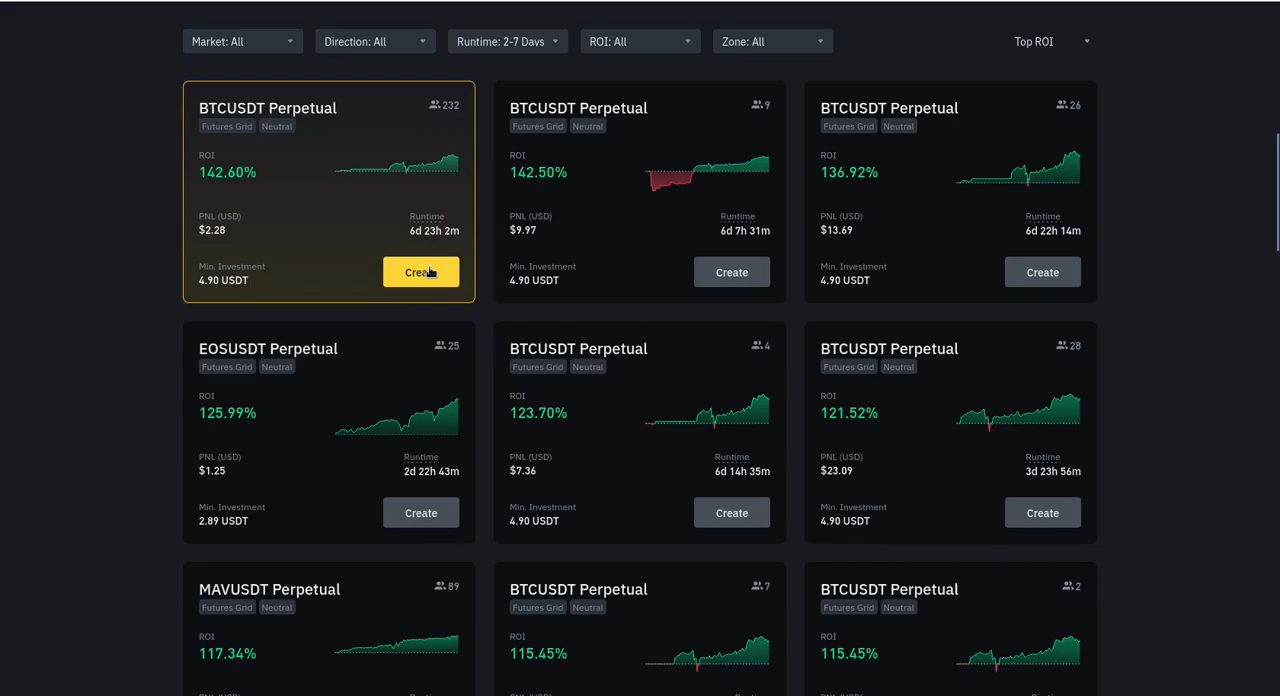 Market: All Direction: All Runtime: 2-7 Days ROI: All Zone: All Top ROI
BTCUSDT Perpetual 232
Futures Grid Neutral
ROI
142.60%
PNL (USD) Runtime
$2.28 6d 23h 2m
Min. Investment
4.90 USDT
Create
BTCUSDT Perpetual 9
Futures Grid Neutral
ROI
142.50%
PNL (USD) Runtime
$9.97 6d 7h 31m
Min. Investment
4.90 USDT
Create
BTCUSDT Perpetual 26
Futures Grid Neutral
ROI
136.92%
PNL (USD) Runtime
$13.69 6d 22h 14m
Min. Investment
4.90 USDT
Create
EOSUSDT Perpetual 25
Futures Grid Neutral
ROI
125.99%
PNL (USD) Runtime
$1.25 2d 22h 43m
Min. Investment
2.89 USDT
Create
BTCUSDT Perpetual 4
Futures Grid Neutral
ROI
123.70%
PNL (USD) Runtime
$7.36 6d 14h 35m
Min. Investment
4.90 USDT
Create
BTCUSDT Perpetual 28
Futures Grid Neutral
ROI
121.52%
PNL (USD) Runtime
$23.09 3d 23h 56m
Min. Investment
4.90 USDT
Create
MAVUSDT Perpetual 89
Futures Grid Neutral
ROI
117.34%
BTCUSDT Perpetual 7
Futures Grid Neutral
ROI
115.45%
BTCUSDT Perpetual 2
Futures Grid Neutral
ROI
115.45%